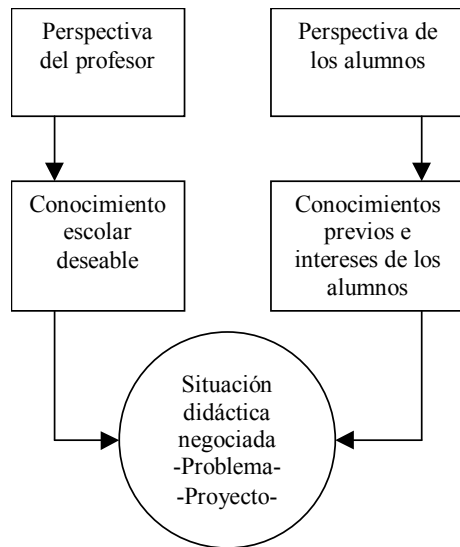 Perspectiva
del profesor
Perspectiva de
los alumnos
Conocimiento
escolar
deseable
Conocimientos
previos e
intereses de los
alumnos
Situación
didáctica
negociada
-Problema-
-Proyecto-